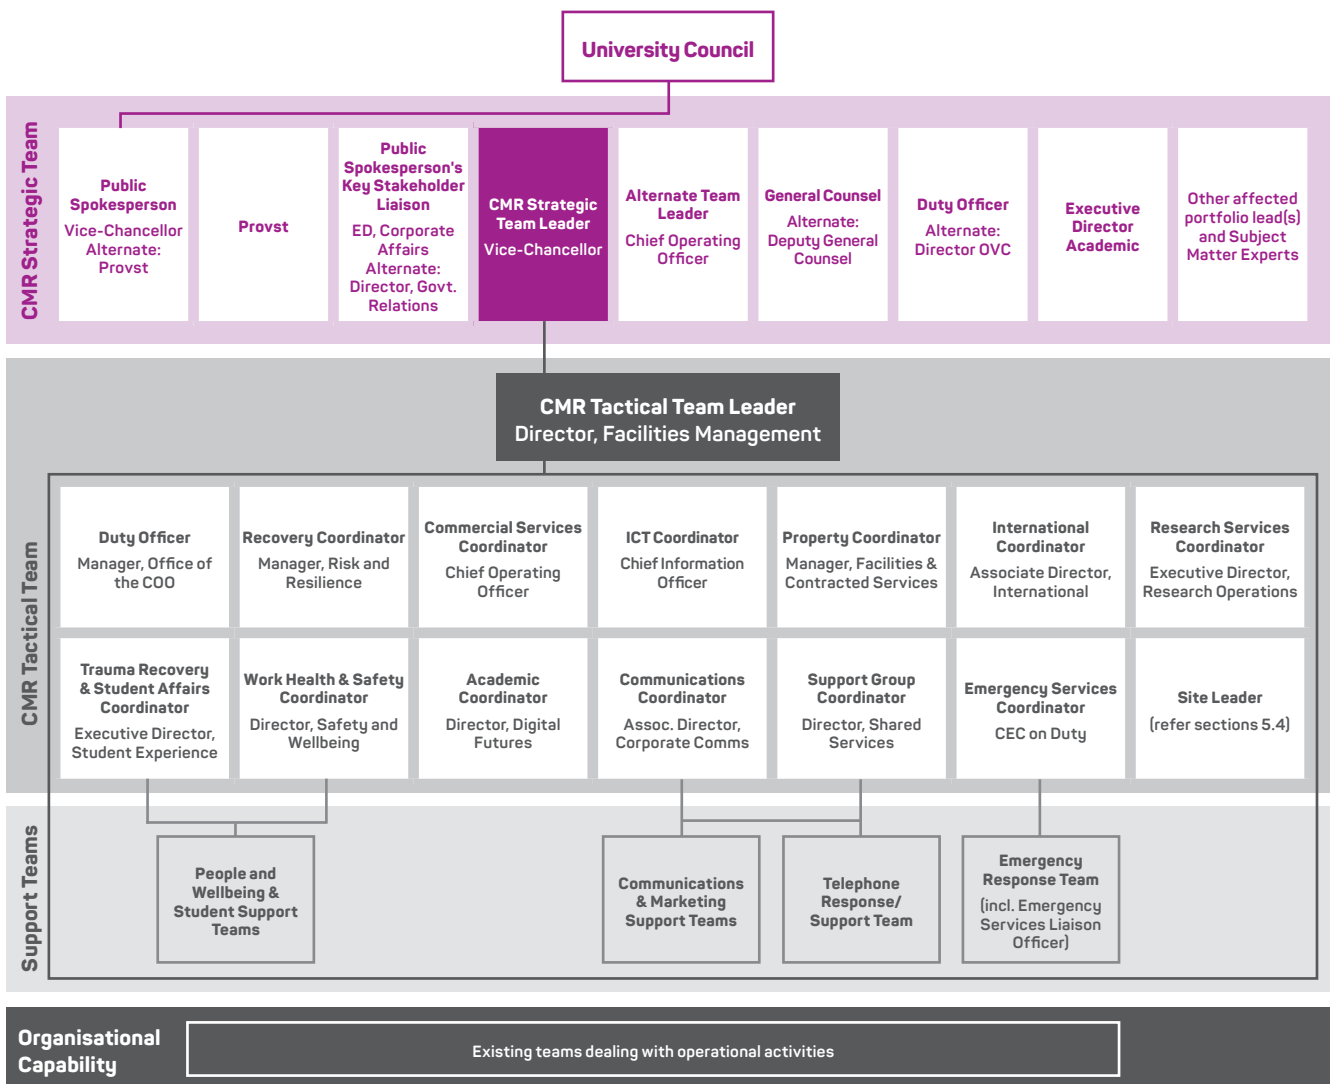 University Council
CMR Strategic Team
Public
Spokesperson
Vice-Chancellor
Alternate:
Provst
Provst
Public
Spokesperson's
Key Stakeholder
Liaison
ED, Corporate
Affairs
Alternate:
Director, Govt.
Relations
CMR Strategic
Team Leader
Vice-Chancellor
Alternate Team
Leader
Chief Operating
Officer
General Counsel
Alternate:
Deputy General
Counsel
Duty Officer
Alternate:
Director OVC
Executive
Director
Academic
Other affected
portfolio lead(s)
and Subject
Matter Experts
CMR Tactical Team Leader
Director, Facilities Management
CMR Tactical Team
Duty Officer
Manager, Office of
the COO
Recovery Coordinator
Manager, Risk and
Resilience
Commercial Services
Coordinator
Chief Operating
Officer
ICT Coordinator
Chief Information
Officer
Property Coordinator
Manager, Facilities &
Contracted Services
International
Coordinator
Associate Director,
International
Research Services
Coordinator
Executive Director,
Research Operations
Trauma Recovery
& Student Affairs
Coordinator
Executive Director,
Student Experience
Work Health & Safety
Coordinator
Director, Safety and
Wellbeing
Academic
Coordinator
Director, Digital
Futures
Communications
Coordinator
Assoc. Director,
Corporate Comms
Support Group
Coordinator
Director, Shared
Services
Emergency Services
Coordinator
CEC on Duty
Site Leader
(refer sections 5.4)
Support Teams
People and
Wellbeing &
Student Support
Teams
Communications
& Marketing
Support Teams
Telephone
Response/
Support Team
Emergency
Response Team
(incl. Emergency
Services Liaison
Officer)
Organisational
Capability
Existing teams dealing with operational activities